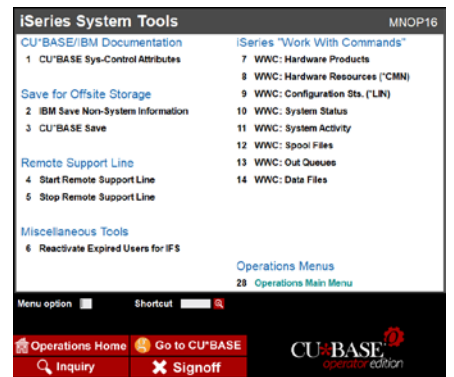 iSeries System Tools MNOP16
CU*BASE/IBM Documentation
1 CU*BASE Sys-Control Attributes
Save for Offsite Storage
2 IBM Save Non-System Information
3 CU*BASE Save
Remote Support Line
4 Start Remote Support Line
5 Stop Remote Support Line
Miscellaneous Tools
6 Reactivate Expired Users for IFS
iSeries "Work With Commands"
7 WWC: Hardware Products
8 WWC: Hardware Resources (*CMN)
9 WWC: Configuration Sts. (*LIN)
10 WWC: System Status
11 WWC: System Activity
12 WWC: Spool Files
13 WWC: Out Queues
14 WWC: Data Files
Operations Menus
28 Operations Main Menu
Menu option Shortcut
Operations Home Go to CU*BASE
Inquiry Signoff
CU*BASE
operator edition